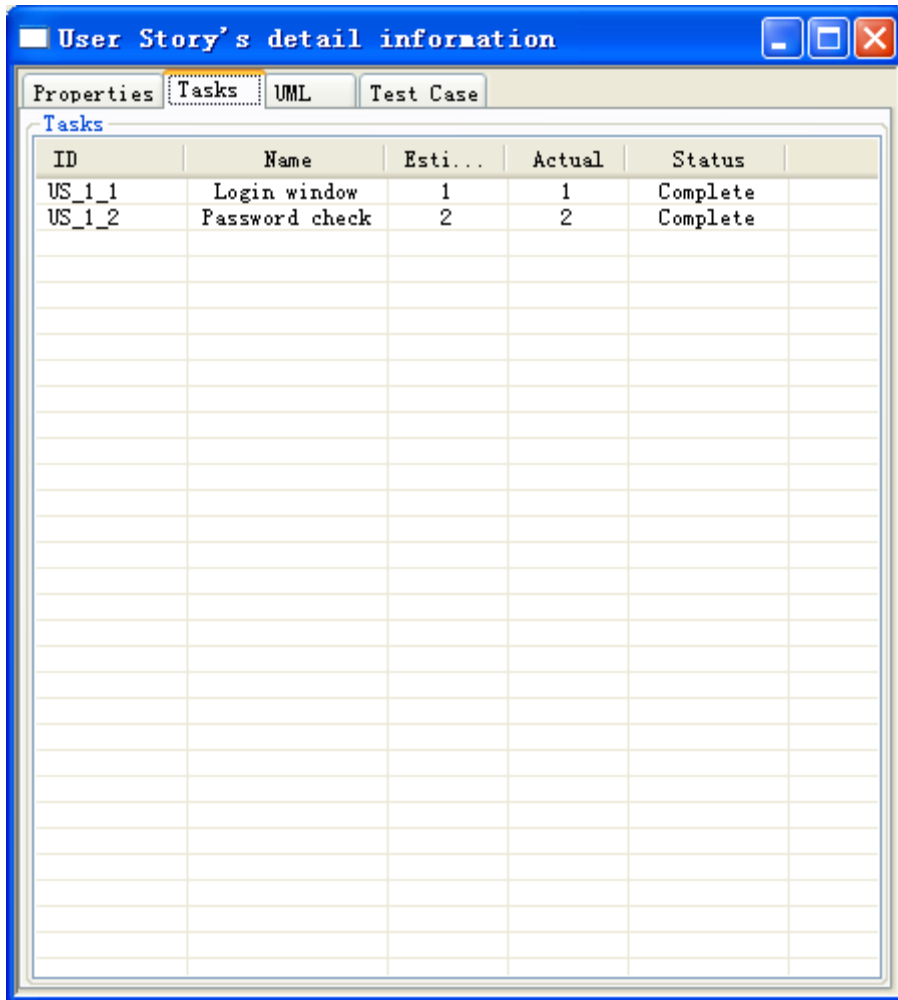 User Story's detail information
Properties Tasks UML Test Case
Tasks
ID Name Esti... Actual Status
US_1_1 Login window 1 1 Complete
US_1_2 Password check 2 2 Complete